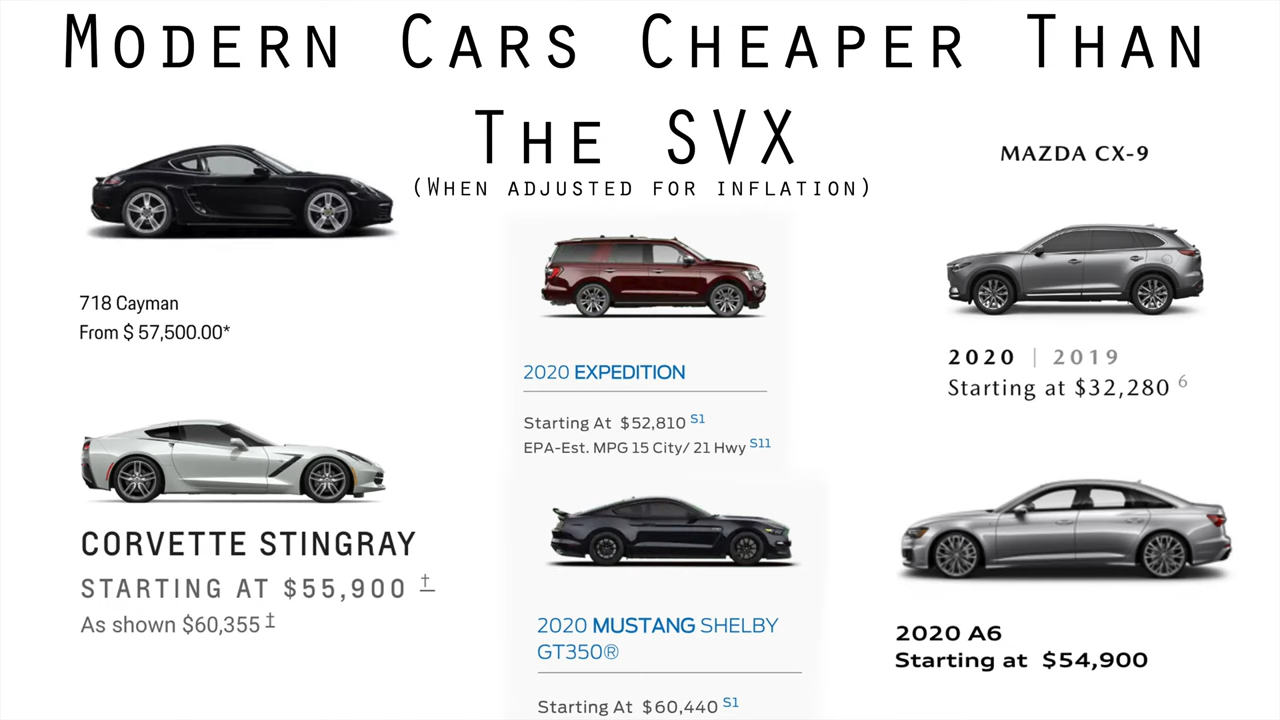 Modern Cars Cheaper Than
The SVX
(When adjusted for inflation)
718 Cayman
From $ 57,500.00*
CORVETTE STINGRAY
STARTING AT $55,900 †
As shown $60,355 ‡
2020 EXPEDITION
Starting At $52,810 S1
EPA-Est. MPG 15 City/ 21 Hwy S11
2020 MUSTANG SHELBY
GT350®
Starting At $60,440 S1
MAZDA CX-9
2020 | 2019
Starting at $32,280 6
2020 A6
Starting at $54,900